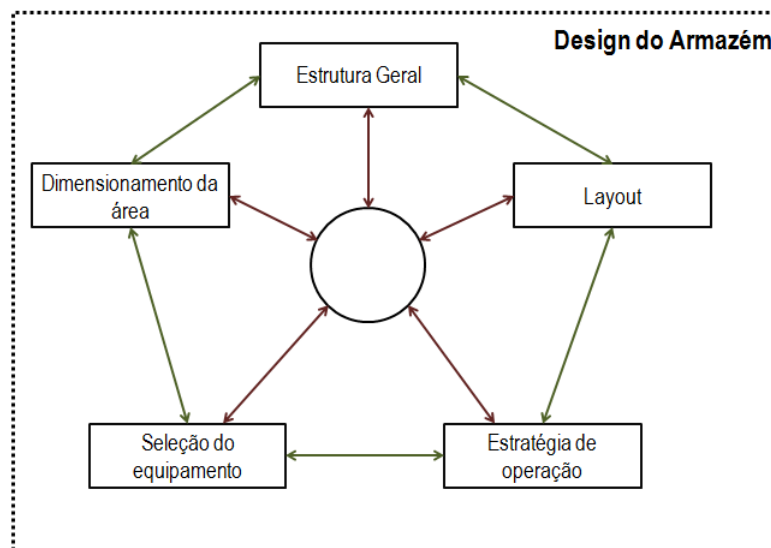 Design do Armazém
Estrutura Geral
Dimensionamento da
área
Layout
Seleção do
equipamento
Estratégia de
operação